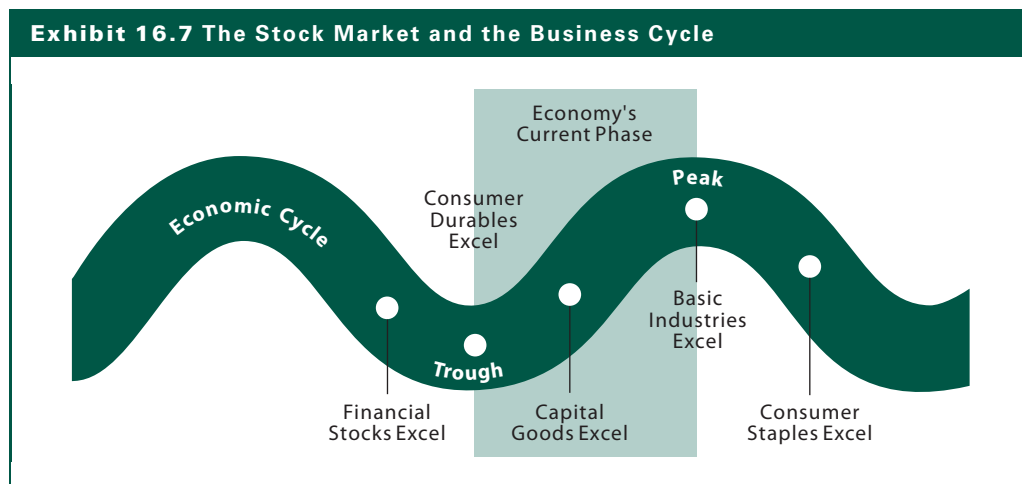 Exhibit 16.7 The Stock Market and the Business Cycle
Economy's
Current Phase
Economic Cycle
Consumer
Durables
Excel
Peak
Trough
Basic
Industries
Excel
Financial
Stocks Excel
Capital
Goods Excel
Consumer
Staples Excel